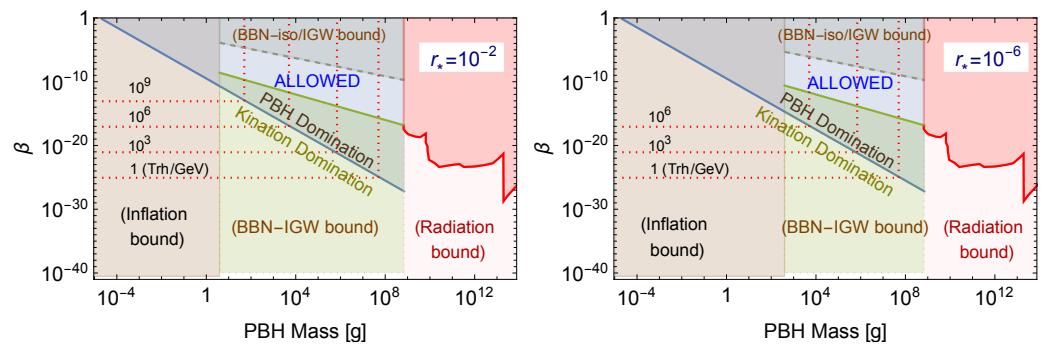 1
(BBN-iso/IGW bound)
r*=10^-2
10^-10
10^9
ALLOWED
10^6
PBH Domination
10^-20
10^3
Kination Domination
β
1 (Trh/GeV)
10^-30
(Inflation
bound)
(BBN-IGW bound)
(Radiation
bound)
10^-40
10^-4
1
10^4
10^8
10^12
PBH Mass [g]
1
(BBN-iso/IGW bound)
r*=10^-6
10^-10
ALLOWED
10^6
PBH Domination
10^-20
10^3
Kination Domination
β
1 (Trh/GeV)
10^-30
(Inflation
bound)
(BBN-IGW bound)
(Radiation
bound)
10^-40
10^-4
1
10^4
10^8
10^12
PBH Mass [g]